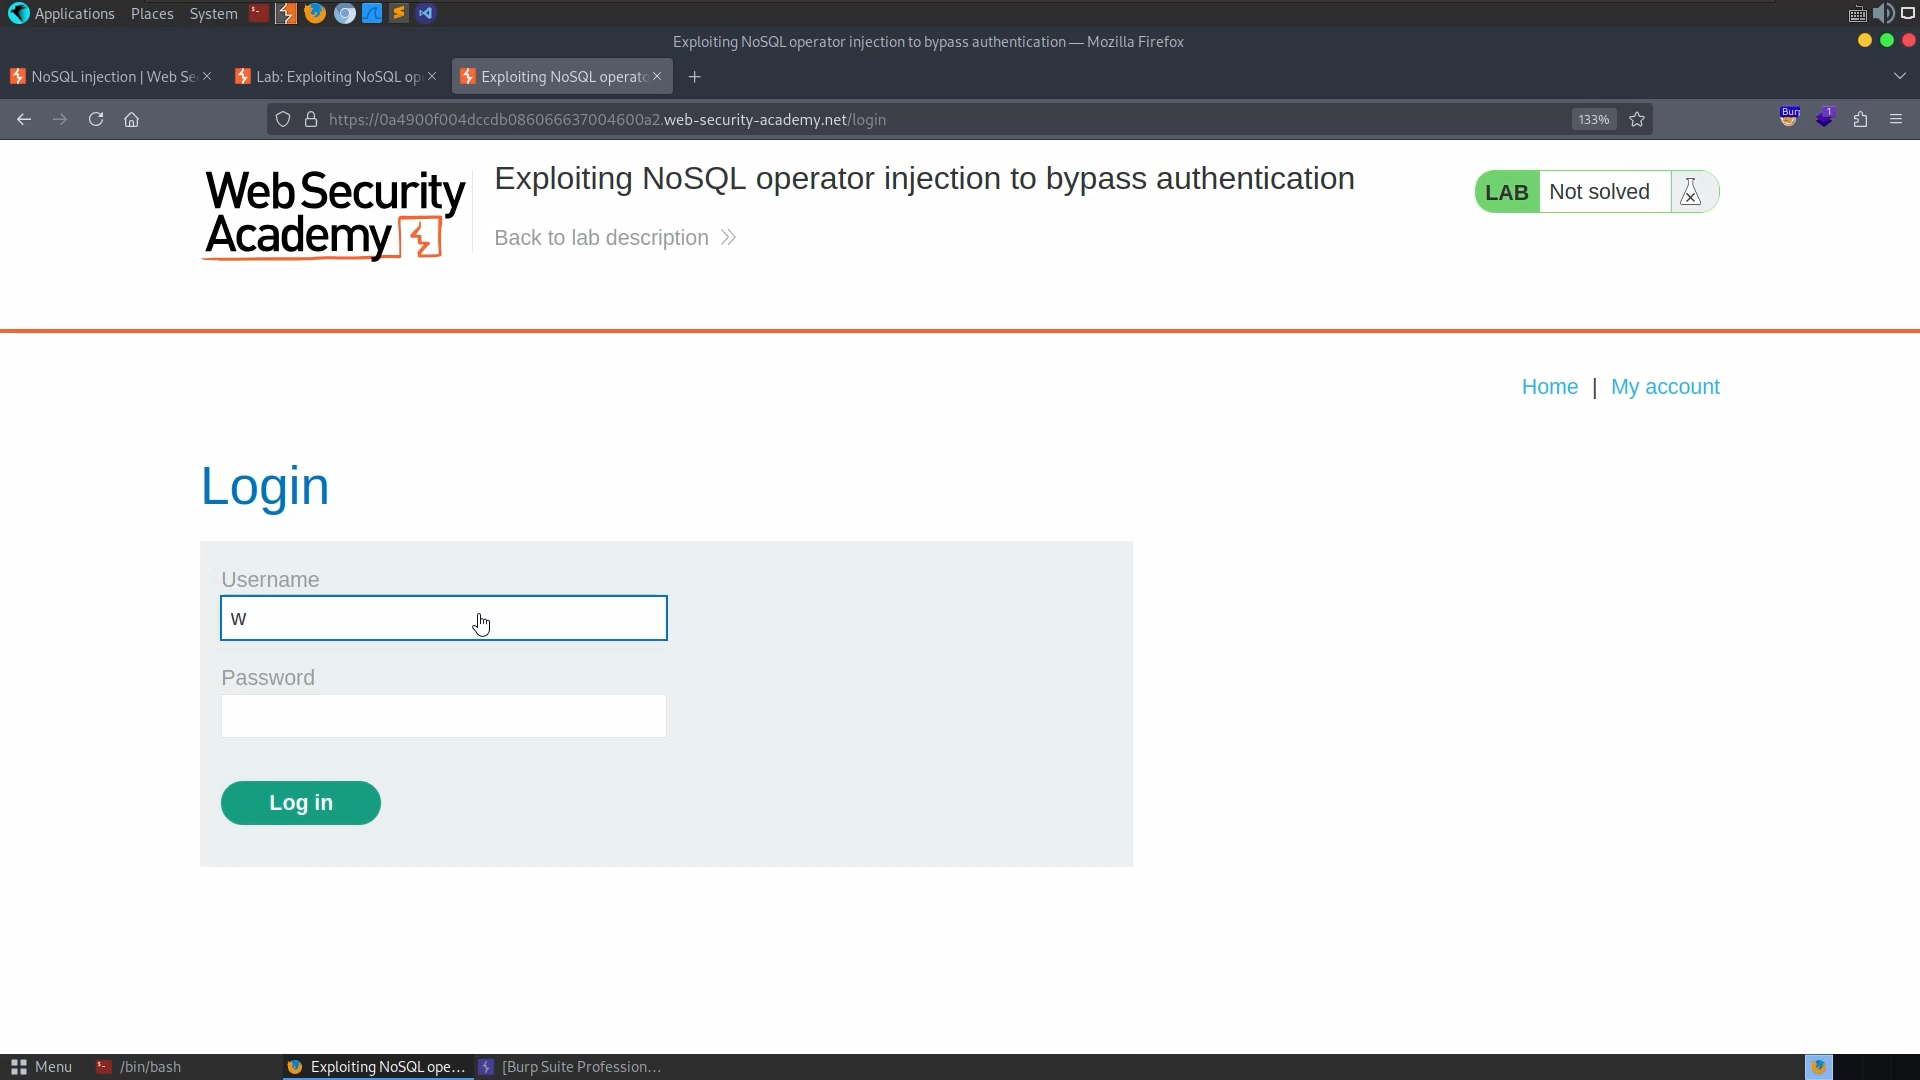 Applications Places System
Exploiting NoSQL operator injection to bypass authentication — Mozilla Firefox
NoSQL injection | Web Se
Lab: Exploiting NoSQL op
Exploiting NoSQL operato
https://0a4900f004dccdb086066637004600a2.web-security-academy.net/login
133%
Bur
1
Web Security
Academy
Exploiting NoSQL operator injection to bypass authentication
Back to lab description
LAB Not solved
Home | My account
Login
Username
w
Password
Log in
Menu
/bin/bash
Exploiting NoSQL ope...
[Burp Suite Profession...